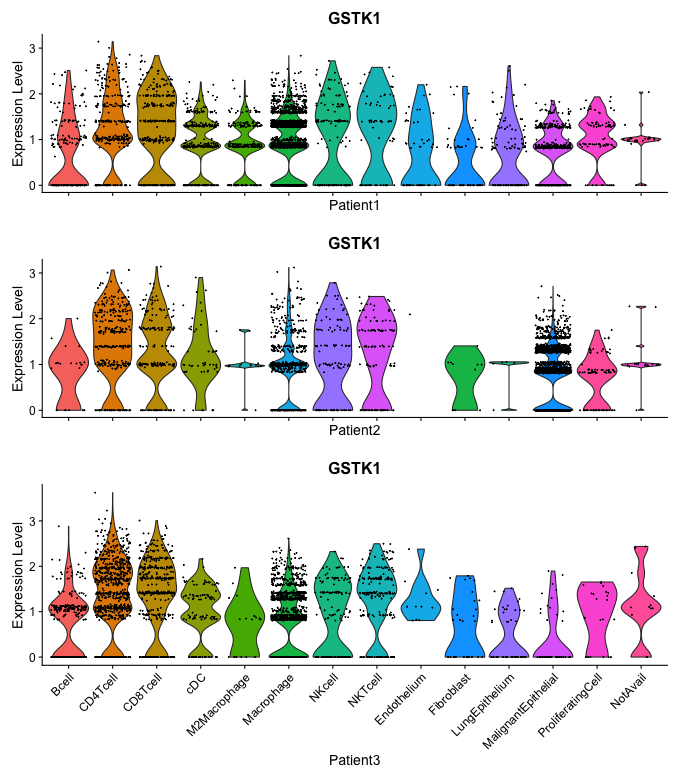 GSTK1
Expression Level
3
2
1
0
Patient1
GSTK1
Expression Level
3
2
1
0
Patient2
GSTK1
Expression Level
3
2
1
0
Bcell
CD4Tcell
CD8Tcell
cDC
M2Macrophage
Macrophage
NKcell
NKTcell
Endothelium
Fibroblast
LungEpithelium
MalignantEpithelial
ProliferatingCell
NotAvail
Patient3